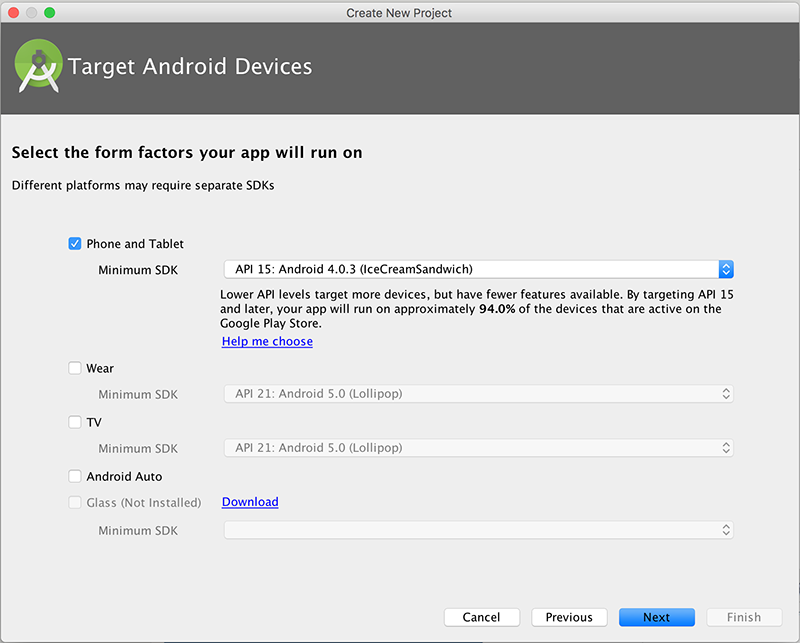 Create New Project
Target Android Devices
Select the form factors your app will run on
Different platforms may require separate SDKs
Phone and Tablet
Minimum SDK API 15: Android 4.0.3 (IceCreamSandwich)
Lower API levels target more devices, but have fewer features available. By targeting API 15
and later, your app will run on approximately 94.0% of the devices that are active on the
Google Play Store.
Help me choose
Wear
Minimum SDK API 21: Android 5.0 (Lollipop)
TV
Minimum SDK API 21: Android 5.0 (Lollipop)
Android Auto
Glass (Not Installed) Download
Minimum SDK
Cancel Previous Next Finish